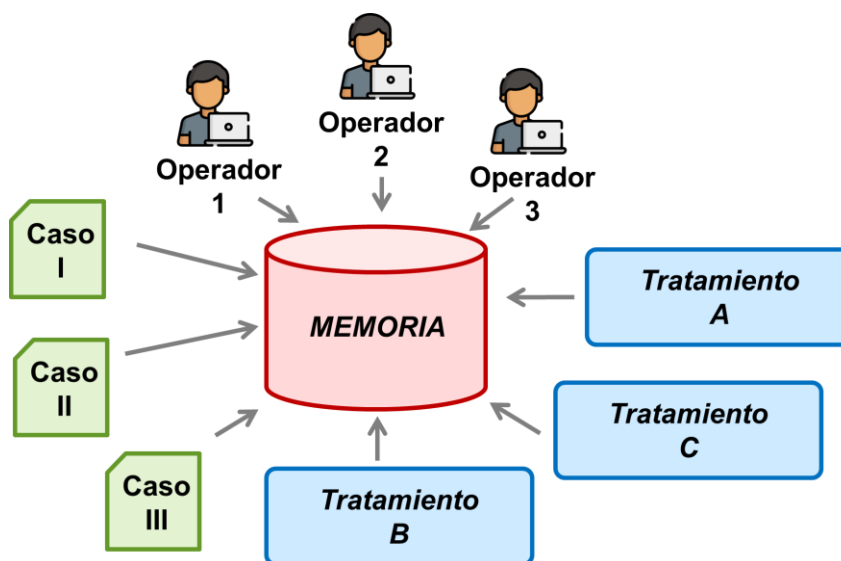 Operador
1
Operador
2
Operador
3
Caso
I
Caso
II
Caso
III
MEMORIA
Tratamiento
A
Tratamiento
C
Tratamiento
B